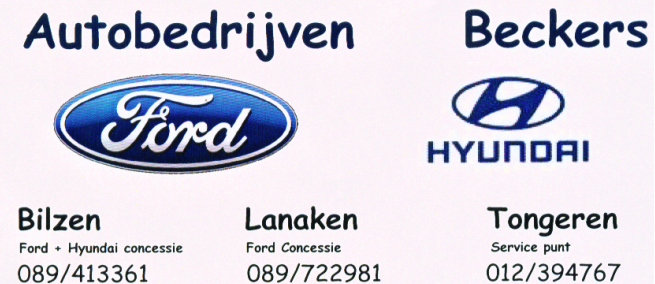 Autobedrijven Beckers
Ford
HYUNDAI
Bilzen Lanaken Tongeren
Ford + Hyundai concessie Ford Concessie Service punt
089/413361 089/722981 012/394767